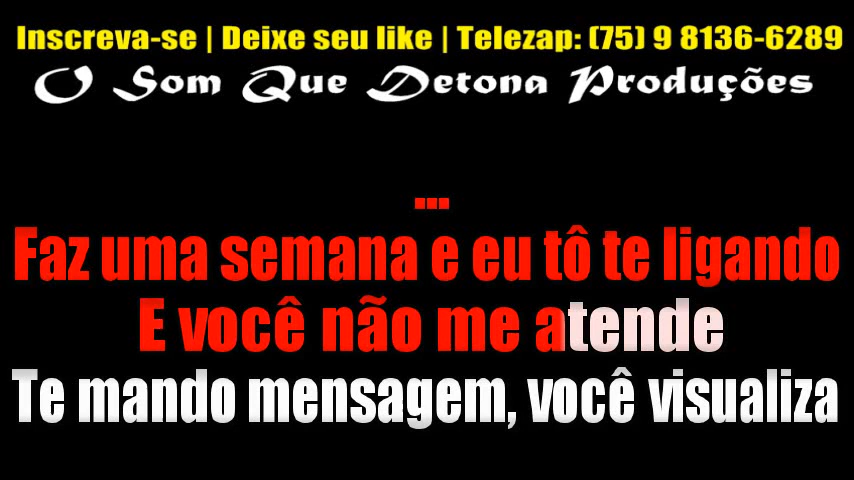 Inscreva-se | Deixe seu like | Telezap: (75) 9 8136-6289
O Som Que Detona Produções
...
Faz uma semana e eu tô te ligando
E você não me atende
Te mando mensagem, você visualiza